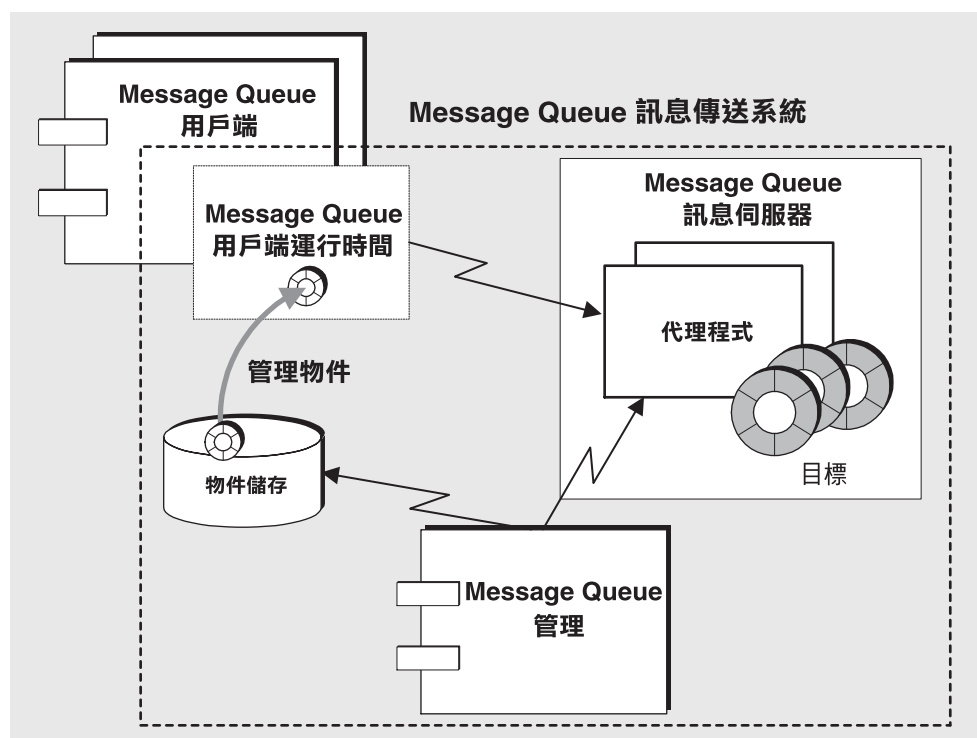 Message Queue
用戶端
Message Queue 訊息傳送系統
Message Queue
訊息伺服器
Message Queue
用戶端運行時間
代理程式
管理物件
目標
物件儲存
Message Queue
管理